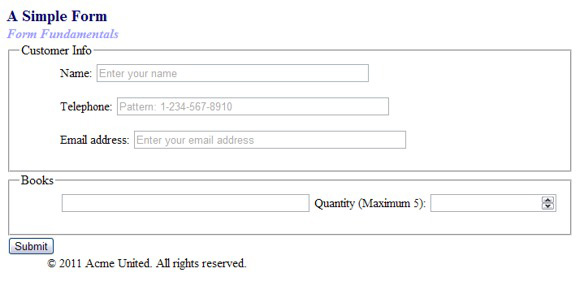 A Simple Form
Form Fundamentals
Customer Info
Name: Enter your name
Telephone: Pattern: 1-234-567-8910
Email address: Enter your email address
Books
Quantity (Maximum 5):
Submit
© 2011 Acme United. All rights reserved.